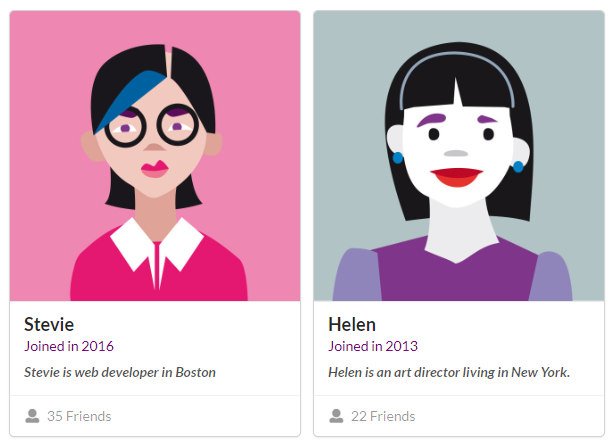 Stevie
Joined in 2016
Stevie is web developer in Boston
35 Friends
Helen
Joined in 2013
Helen is an art director living in New York.
22 Friends